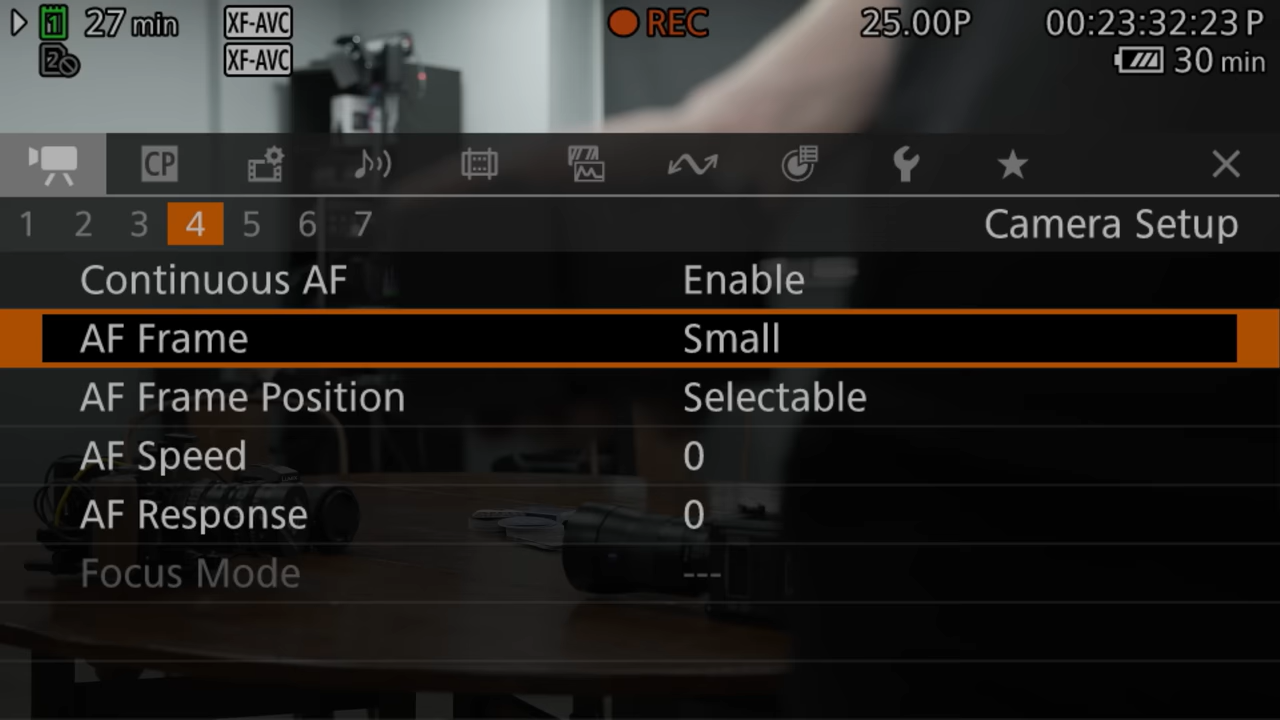 1 27 min XF-AVC REC 25.00P 00:23:32:23 P
2 XF-AVC 30 min
CP
1 2 3 4 5 6 7 Camera Setup
Continuous AF Enable
AF Frame Small
AF Frame Position Selectable
AF Speed 0
AF Response 0
Focus Mode ---